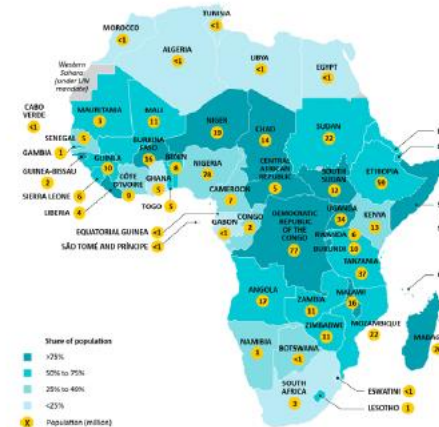 TUNISIA
<1
MOROCCO
<1
ALGERIA
<1
LIBYA
<1
EGYPT
<1
Western
Sahara
(under UN
mandate)
CABO
VERDE
<1
MAURITANIA
3
MALI
11
NIGER
19
CHAD
14
SUDAN
22
SENEGAL
5
GAMBIA
1
GUINEA-BISSAU
2
GUINEA
10
SIERRA LEONE
6
LIBERIA
4
CÔTE
D'IVOIRE
9
BURKINA
FASO
16
GHANA
5
TOGO
5
BENIN
8
NIGERIA
CAMEROON
7
CENTRAL
AFRICAN
REPUBLIC
5
SOUTH
SUDAN
12
ETHIOPIA
59
UGANDA
34
KENYA
13
EQUATORIAL GUINEA
<1
SÃO TOMÉ AND PRÍNCIPE
<1
GABON
<1
CONGO
2
DEMOCRATIC
REPUBLIC
OF THE
CONGO
77
RWANDA
6
BURUNDI
10
TANZANIA
37
ANGOLA
17
ZAMBIA
11
MALAWI
16
MOZAMBIQUE
22
ZIMBABWE
11
NAMIBIA
1
BOTSWANA
<1
SOUTH
AFRICA
3
ESWATINI
<1
LESOTHO
1
Share of population
>75%
50% to 75%
25% to 49%
<25%
X
Population (million)